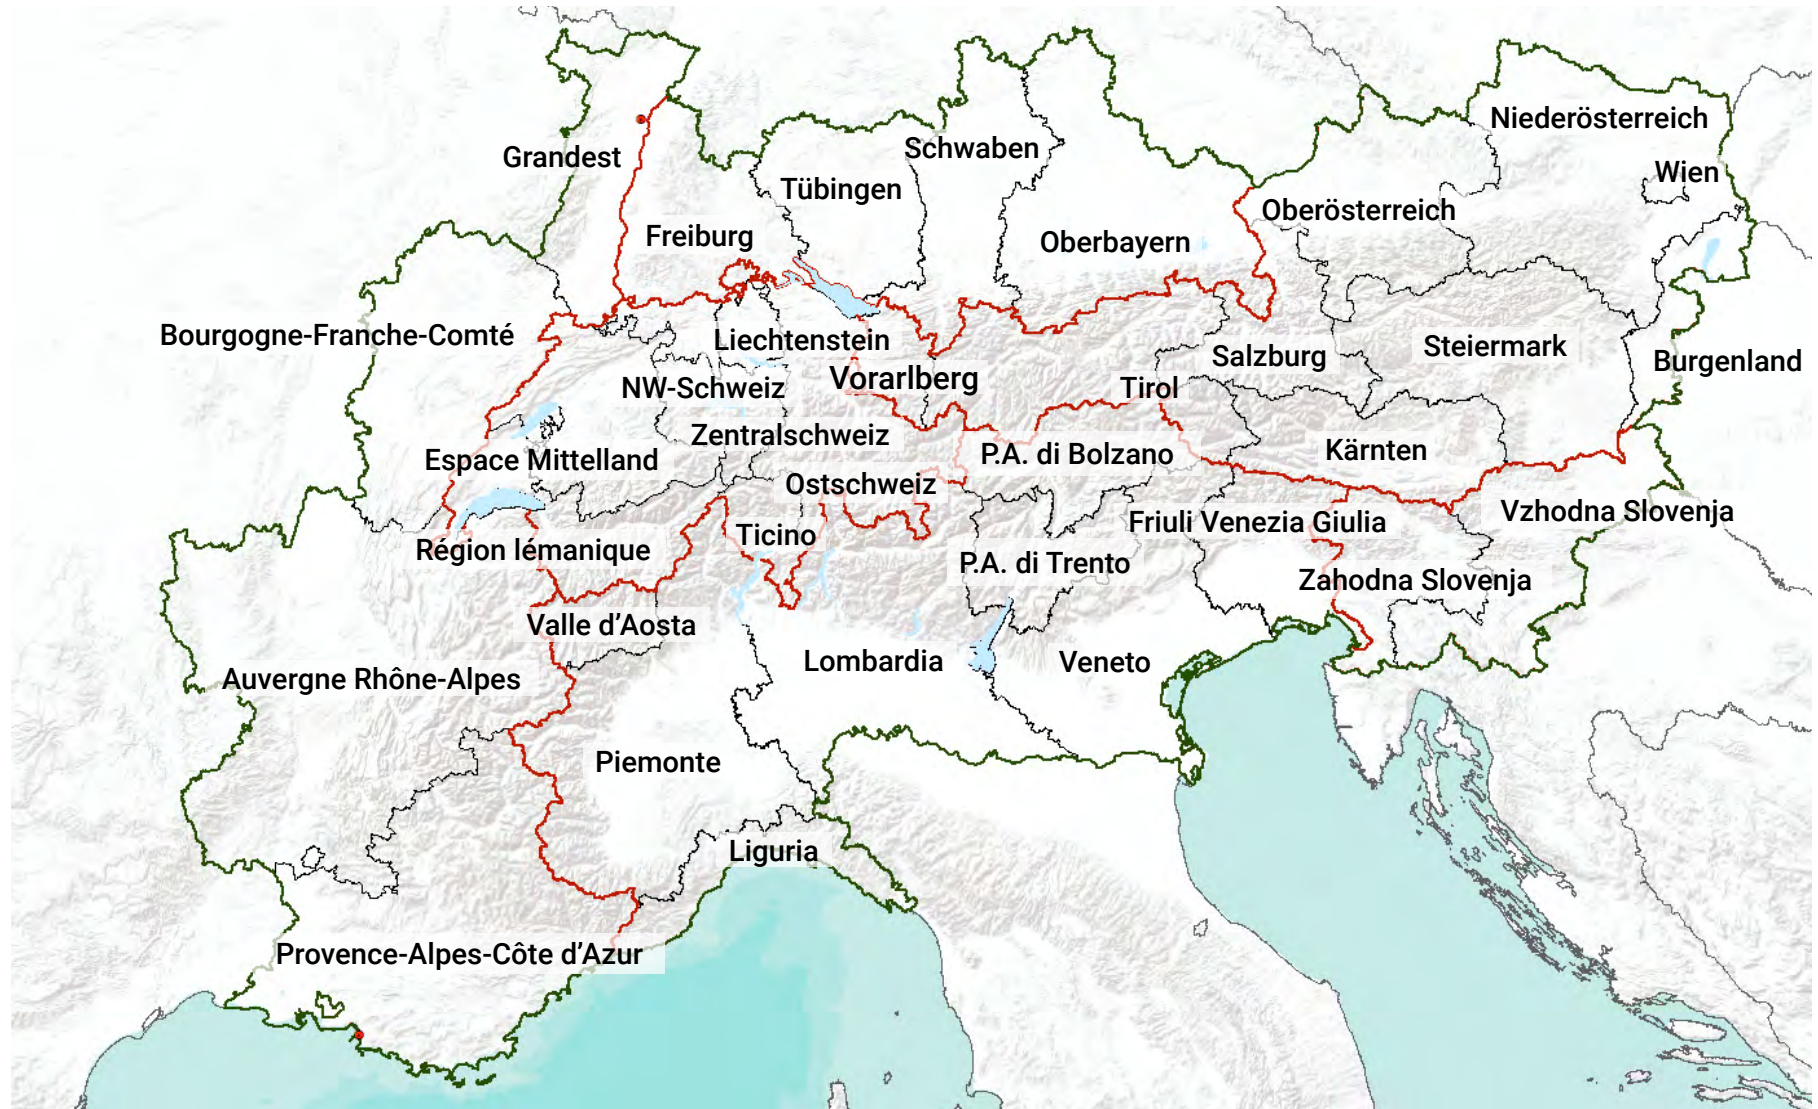 Niederösterreich
Grandest
Schwaben
Wien
Tübingen
Oberösterreich
Freiburg
Oberbayern
Bourgogne-Franche-Comté
Liechtenstein
Salzburg
Steiermark
Burgenland
NW-Schweiz
Vorarlberg
Tirol
Zentralschweiz
Espace Mittelland
P.A. di Bolzano
Kärnten
Ostschweiz
Vzhodna Slovenja
Friuli Venezia Giulia
Ticino
Région lémanique
P.A. di Trento
Zahodna Slovenja
Valle d'Aosta
Lombardia
Veneto
Auvergne Rhône-Alpes
Piemonte
Liguria
Provence-Alpes-Côte d'Azur